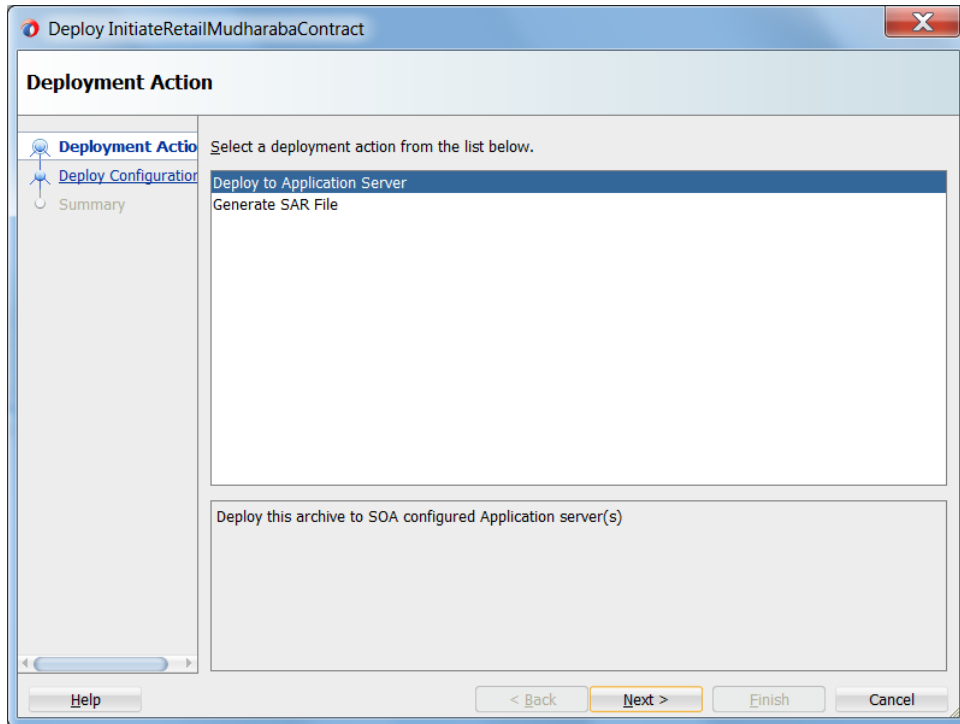 Deploy InitiateRetailMudharabaContract
Deployment Action
Deployment Actio
Deploy Configuration
Summary
Select a deployment action from the list below.
Deploy to Application Server
Generate SAR File
Deploy this archive to SOA configured Application server(s)
Help
< Back
Next >
Finish
Cancel